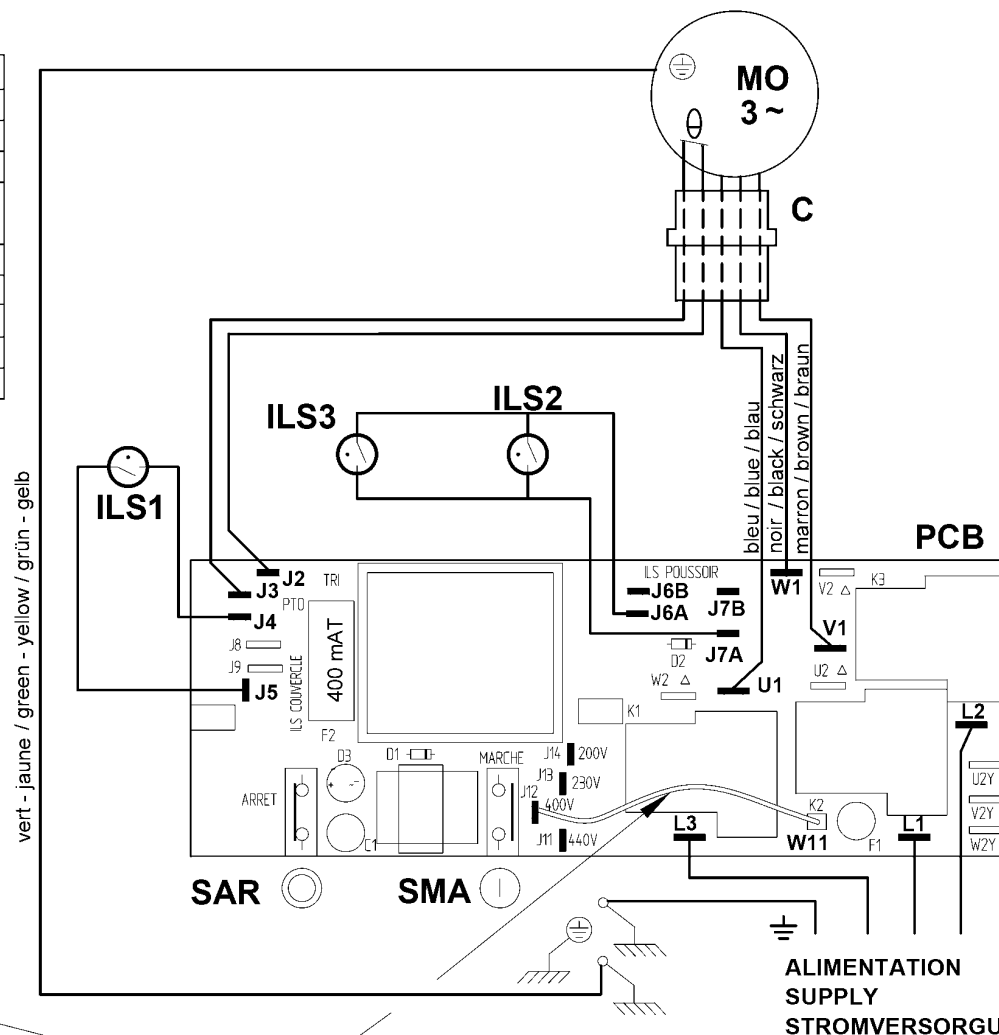 MO
3 ~
C
ILS3
ILS2
ILS1
vert - jaune / green - yellow / grün - gelb
bleu / blue / blau
noir / black / schwarz
marron / brown / braun
PCB
J2
J3
J4
J8
J9
J5
TRI
PTO
ILS COUVERCLE
400 mAT
F2
ILS POUSSOIR
J6B
J6A
J7B
J7A
D2
W2
U1
W1
V2
K3
V1
U2
L2
K1
D3
D1
MARCHE
ARRET
C1
J14 200V
J13 230V
J12 400V
J11 440V
L3
K2
W11
F1
L1
U2Y
V2Y
W2Y
SAR
SMA
ALIMENTATION
SUPPLY
STROMVERSORGU